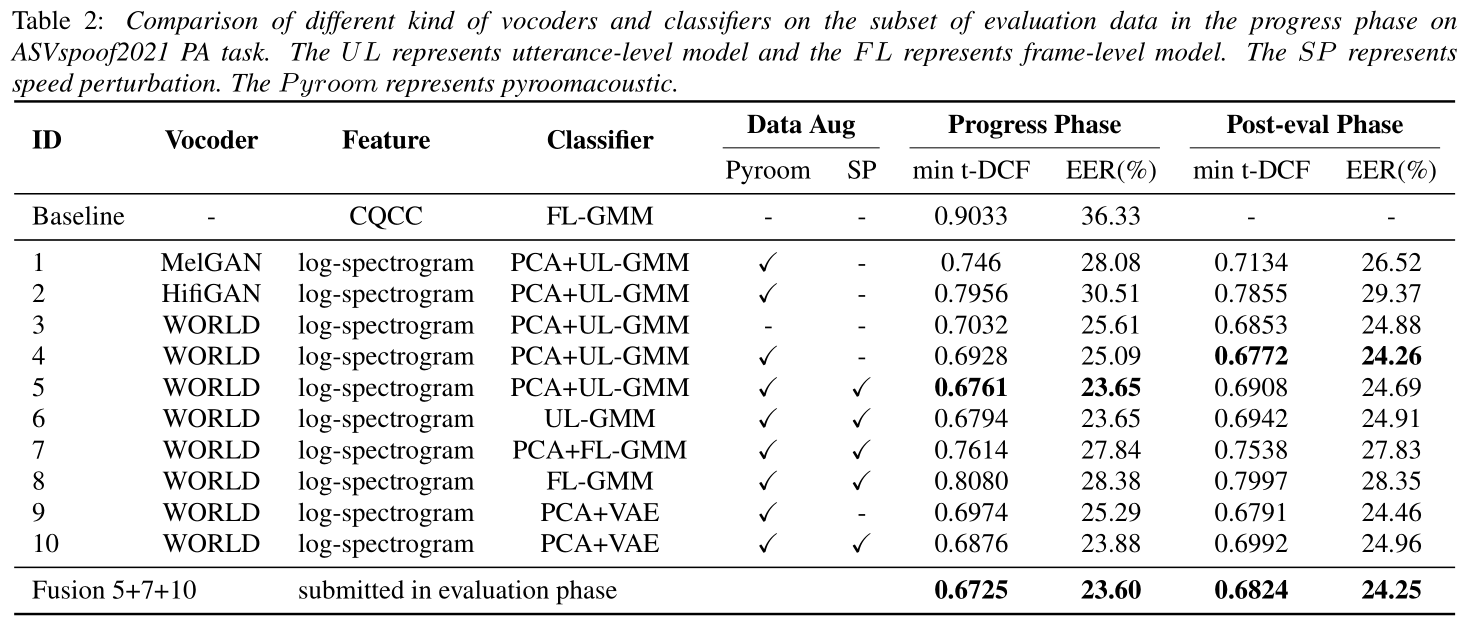 Table 2: Comparison of different kind of vocoders and classifiers on the subset of evaluation data in the progress phase on
ASVspoof2021 PA task. The UL represents utterance-level model and the FL represents frame-level model. The SP represents
speed perturbation. The Pyroom represents pyroomacoustic.
ID Vocoder Feature Classifier Data Aug Progress Phase Post-eval Phase
Pyroom SP min t-DCF EER(%) min t-DCF EER(%)
Baseline - CQCC FL-GMM - - 0.9033 36.33 - -
1 MelGAN log-spectrogram PCA+UL-GMM ✓ - 0.746 28.08 0.7134 26.52
2 HifiGAN log-spectrogram PCA+UL-GMM ✓ - 0.7956 30.51 0.7855 29.37
3 WORLD log-spectrogram PCA+UL-GMM - - 0.7032 25.61 0.6853 24.88
4 WORLD log-spectrogram PCA+UL-GMM ✓ - 0.6928 25.09 0.6772 24.26
5 WORLD log-spectrogram PCA+UL-GMM ✓ ✓ 0.6761 23.65 0.6908 24.69
6 WORLD log-spectrogram UL-GMM ✓ ✓ 0.6794 23.65 0.6942 24.91
7 WORLD log-spectrogram PCA+FL-GMM ✓ ✓ 0.7614 27.84 0.7538 27.83
8 WORLD log-spectrogram FL-GMM ✓ ✓ 0.8080 28.38 0.7997 28.35
9 WORLD log-spectrogram PCA+VAE ✓ - 0.6974 25.29 0.6791 24.46
10 WORLD log-spectrogram PCA+VAE ✓ ✓ 0.6876 23.88 0.6992 24.96
Fusion 5+7+10 submitted in evaluation phase 0.6725 23.60 0.6824 24.25